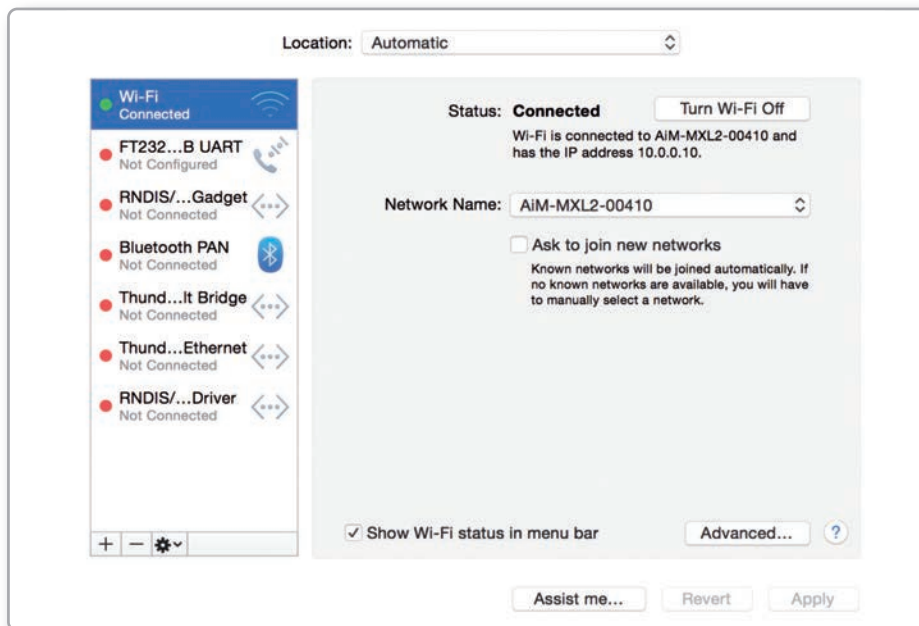 Location: Automatic
Wi-Fi
Connected
FT232...B UART
Not Configured
RNDIS/...Gadget
Not Connected
Bluetooth PAN
Not Connected
Thund...lt Bridge
Not Connected
Thund...Ethernet
Not Connected
RNDIS/...Driver
Not Connected
Status: Connected
Turn Wi-Fi Off
Wi-Fi is connected to AiM-MXL2-00410 and
has the IP address 10.0.0.10.
Network Name: AiM-MXL2-00410
Ask to join new networks
Known networks will be joined automatically. If
no known networks are available, you will have
to manually select a network.
Show Wi-Fi status in menu bar
Advanced...
?
Assist me...
Revert
Apply